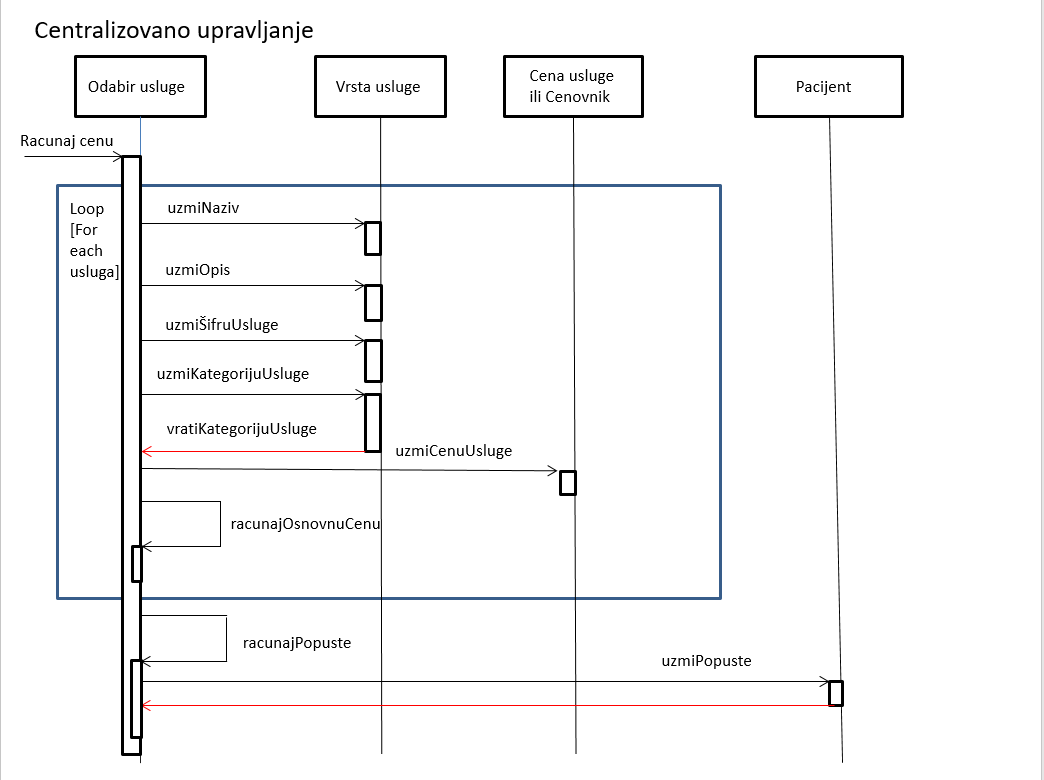 Centralizovano upravljanje
Odabir usluge
Vrsta usluge
Cena usluge
ili Cenovnik
Pacijent
Racunaj cenu
Loop
[For
each
usluga]
uzmiNaziv
uzmiOpis
uzmiŠifruUsluge
uzmiKategorijuUsluge
vratiKategorijuUsluge
uzmiCenuUsluge
racunajOsnovnuCenu
racunajPopuste
uzmiPopuste